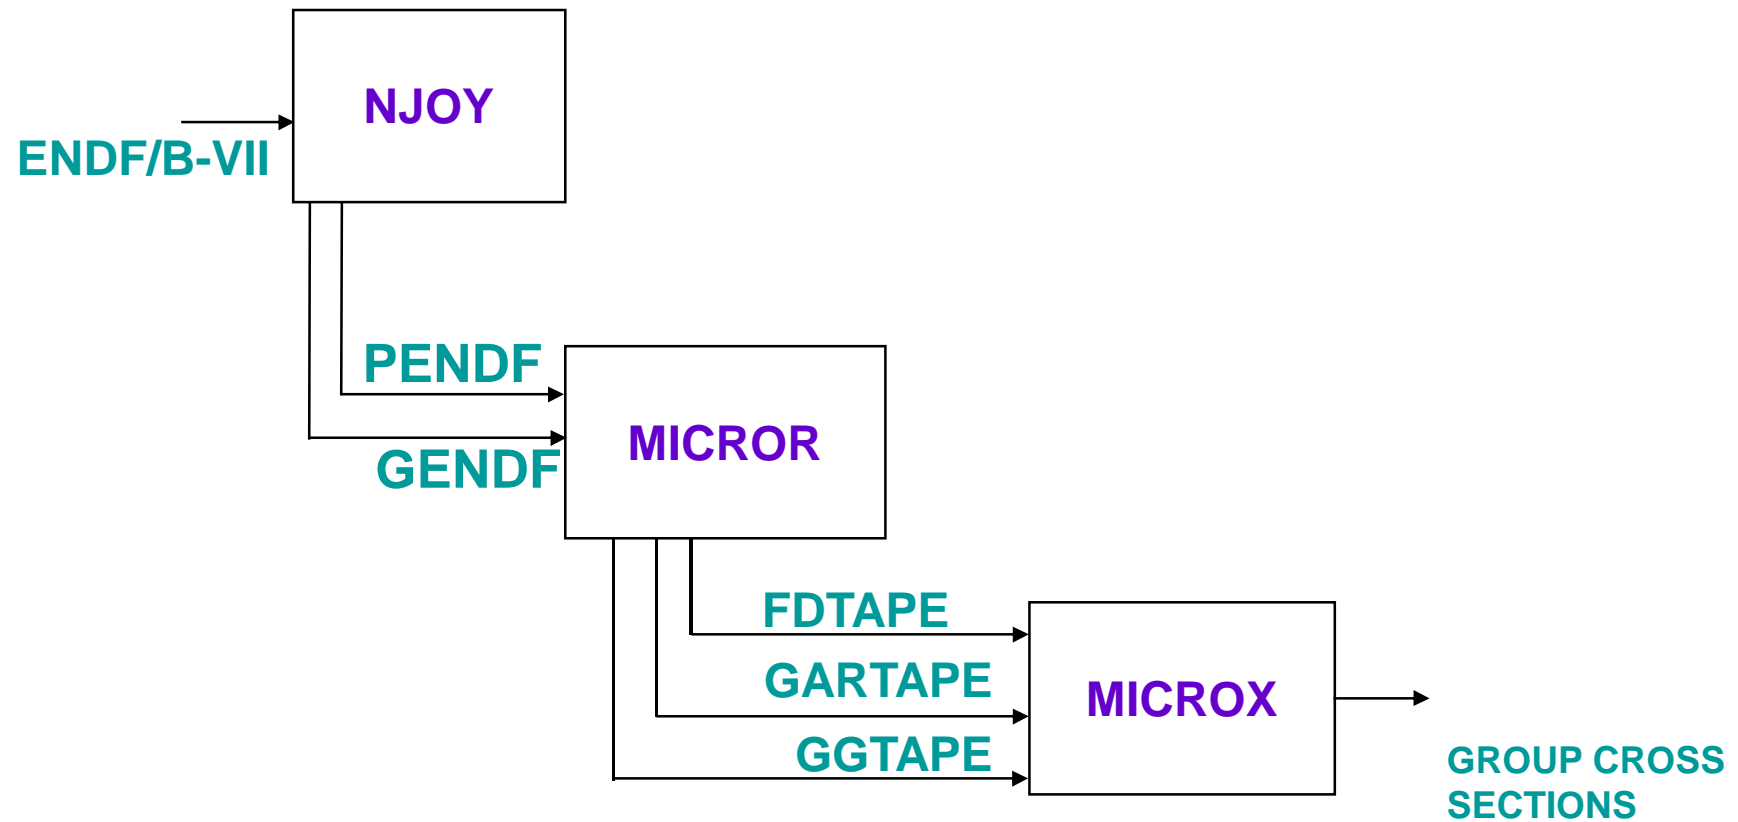 NJOY
ENDF/B-VII
PENDF
GENDF
MICROR
FDTAPE
GARTAPE
GGTAPE
MICROX
GROUP CROSS
SECTIONS